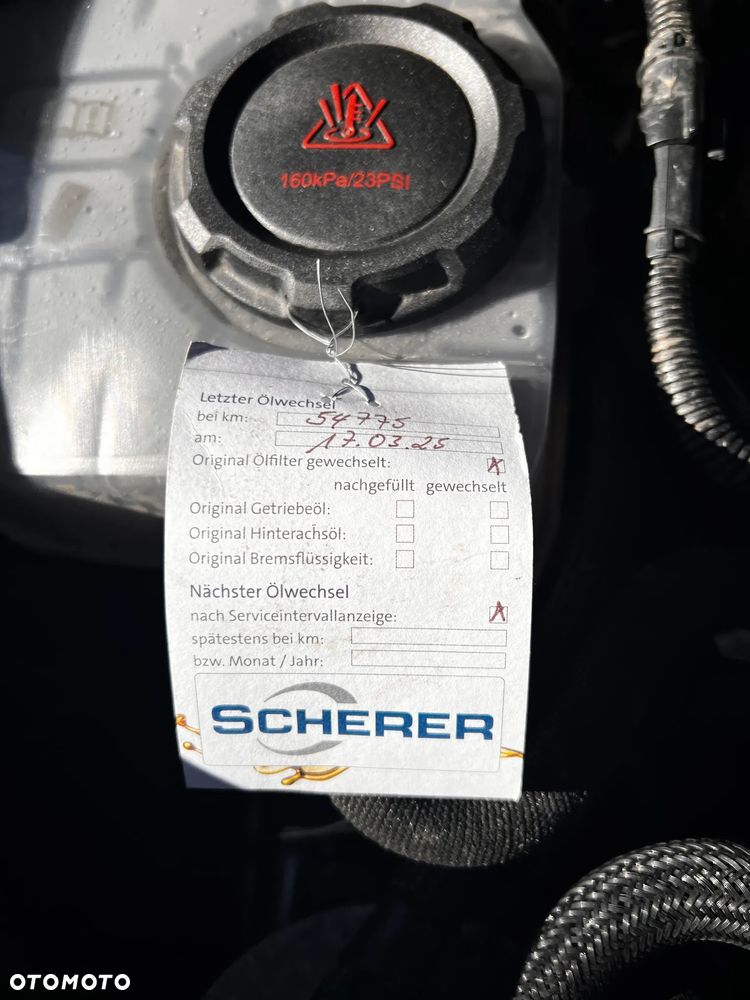 160kPa/23PSI
Letzter Ölwechsel
bei km: 54775
am: 17.03.25
Original Ölfilter gewechselt: X
nachgefüllt gewechselt
Original Getriebeöl:
Original Hinterachsöl:
Original Bremsflüssigkeit:
Nächster Ölwechsel
nach Serviceintervallanzeige: X
spätestens bei km:
bzw. Monat / Jahr:
SCHERER
OTOMOTO